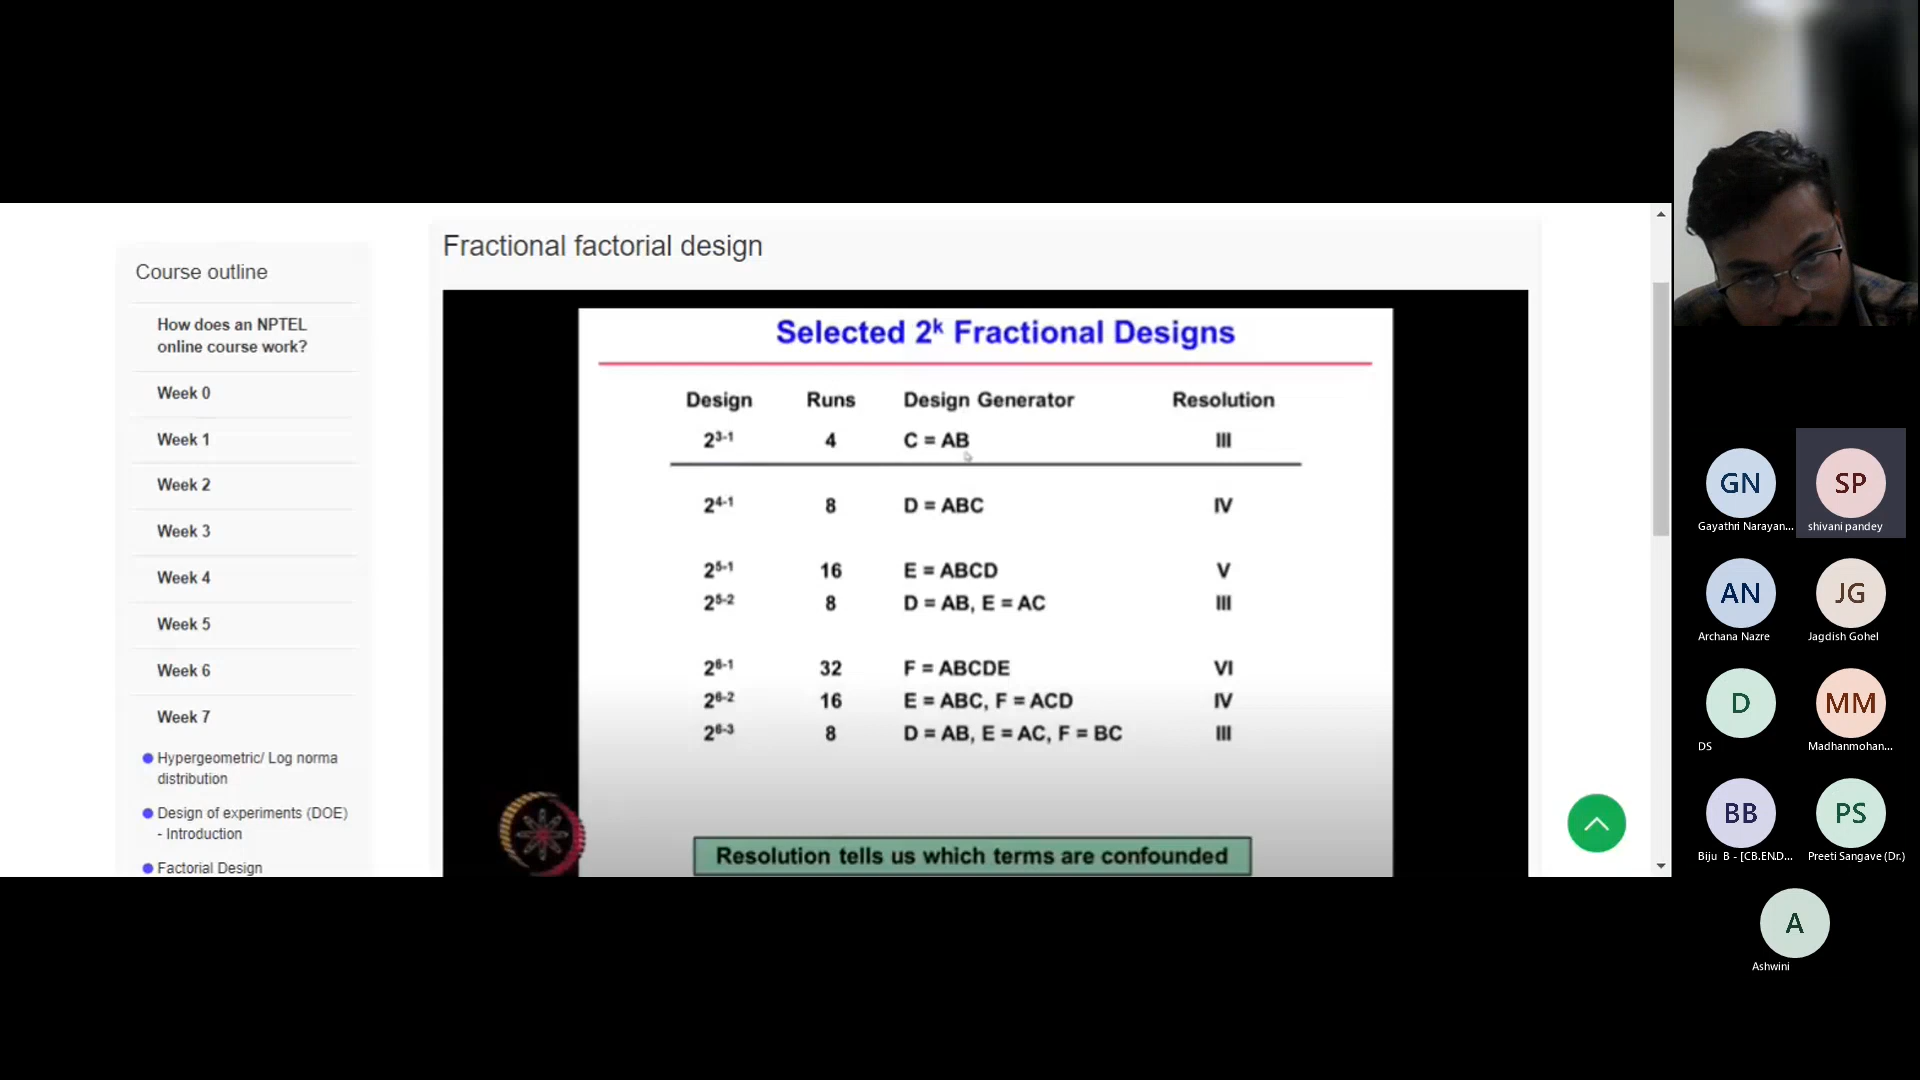 Fractional factorial design
Course outline
How does an NPTEL
online course work?
Week 0
Week 1
Week 2
Week 3
Week 4
Week 5
Week 6
Week 7
Hypergeometric/ Log norma
distribution
Design of experiments (DOE)
- Introduction
Factorial Design
Selected 2ᵏ Fractional Designs
Design Runs Design Generator Resolution
2³⁻¹ 4 C = AB III
2⁴⁻¹ 8 D = ABC IV
2⁵⁻¹ 16 E = ABCD V
2⁵⁻² 8 D = AB, E = AC III
2⁶⁻¹ 32 F = ABCDE VI
2⁶⁻² 16 E = ABC, F = ACD IV
2⁶⁻³ 8 D = AB, E = AC, F = BC III
Resolution tells us which terms are confounded
GN SP
Gayathri Narayan... shivani pandey
AN JG
Archana Nazre Jagdish Gohel
D MM
DS Madhanmohan...
BB PS
Biju B - [CB.EN.D... Preeti Sangave (Dr.)
A
Ashwini